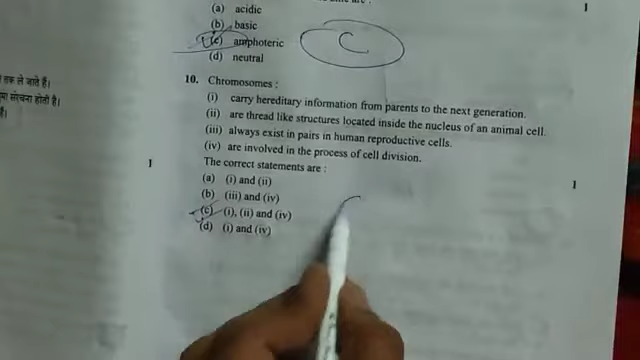 1
(a) acidic
(b) basic
(c) amphoteric
C
(d) neutral
तक ले जाते हैं।
संरचना होती है।
10. Chromosomes :
(i) carry hereditary information from parents to the next generation.
(ii) are thread like structures located inside the nucleus of an animal cell.
(iii) always exist in pairs in human reproductive cells.
(iv) are involved in the process of cell division.
1
The correct statements are :
1
(a) (i) and (ii)
(b) (iii) and (iv)
(c) (i), (ii) and (iv)
(d) (i) and (iv)